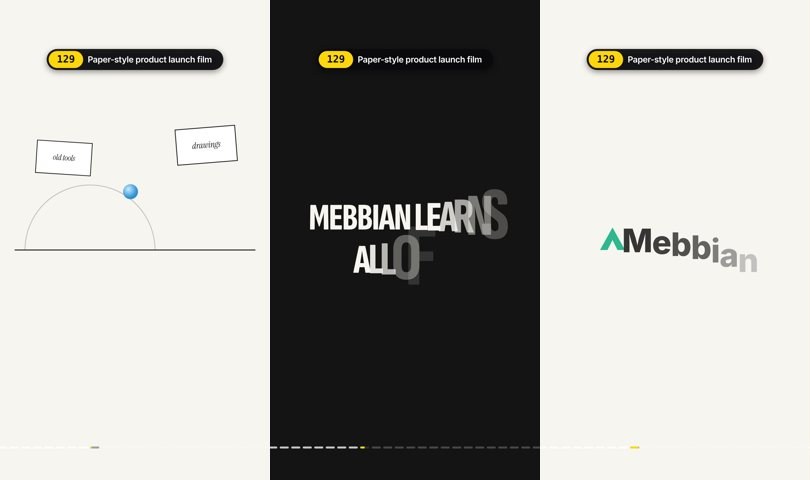 129 Paper-style product launch film
old tools
drawings
129 Paper-style product launch film
MEBBIAN LEARNS
ALL OF
129 Paper-style product launch film
Mebbian